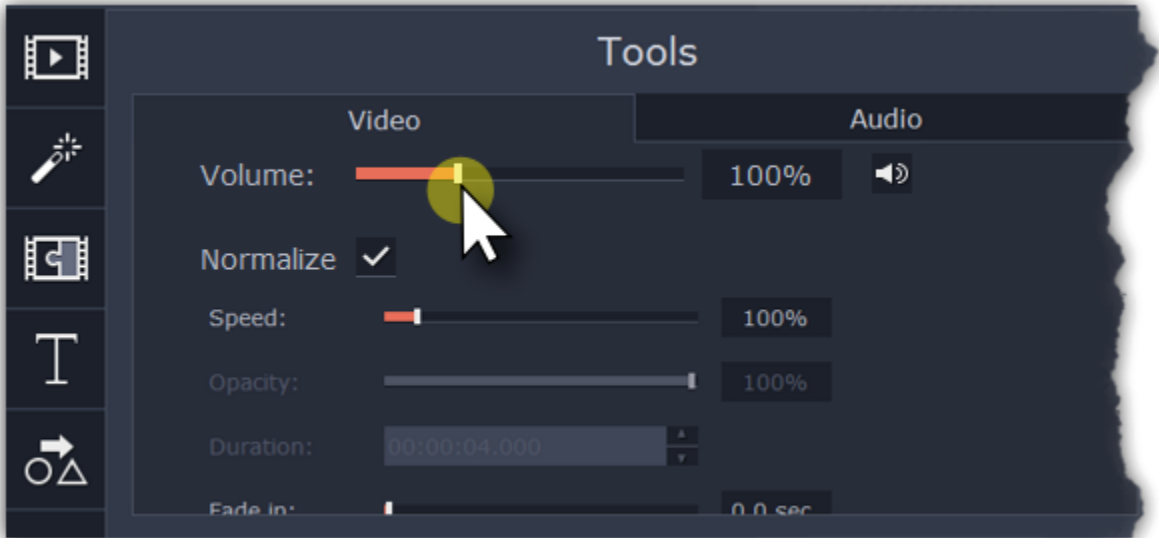 Tools
Video Audio
Volume: 100%
Normalize
Speed: 100%
Opacity: 100%
Duration: 00:00:04.000
Fade in: 0.0 sec